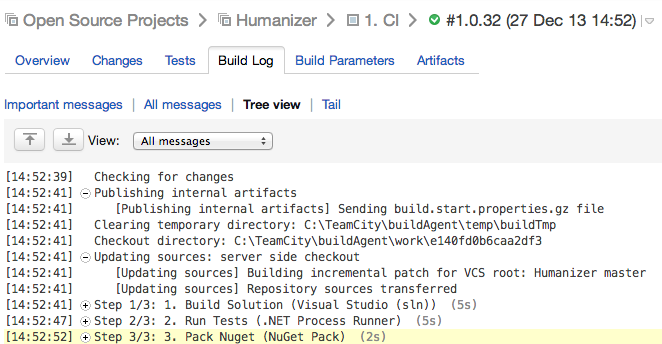 Open Source Projects > Humanizer > 1. CI > #1.0.32 (27 Dec 13 14:52)
Overview Changes Tests Build Log Build Parameters Artifacts
Important messages | All messages | Tree view | Tail
View: All messages
[14:52:39] Checking for changes
[14:52:41] Publishing internal artifacts
[14:52:41] [Publishing internal artifacts] Sending build.start.properties.gz file
[14:52:41] Clearing temporary directory: C:\TeamCity\buildAgent\temp\buildTmp
[14:52:41] Checkout directory: C:\TeamCity\buildAgent\work\e140fd0b6caa2df3
[14:52:41] Updating sources: server side checkout
[14:52:41] [Updating sources] Building incremental patch for VCS root: Humanizer master
[14:52:41] [Updating sources] Repository sources transferred
[14:52:41] Step 1/3: 1. Build Solution (Visual Studio (sln)) (5s)
[14:52:47] Step 2/3: 2. Run Tests (.NET Process Runner) (5s)
[14:52:52] Step 3/3: 3. Pack Nuget (NuGet Pack) (2s)